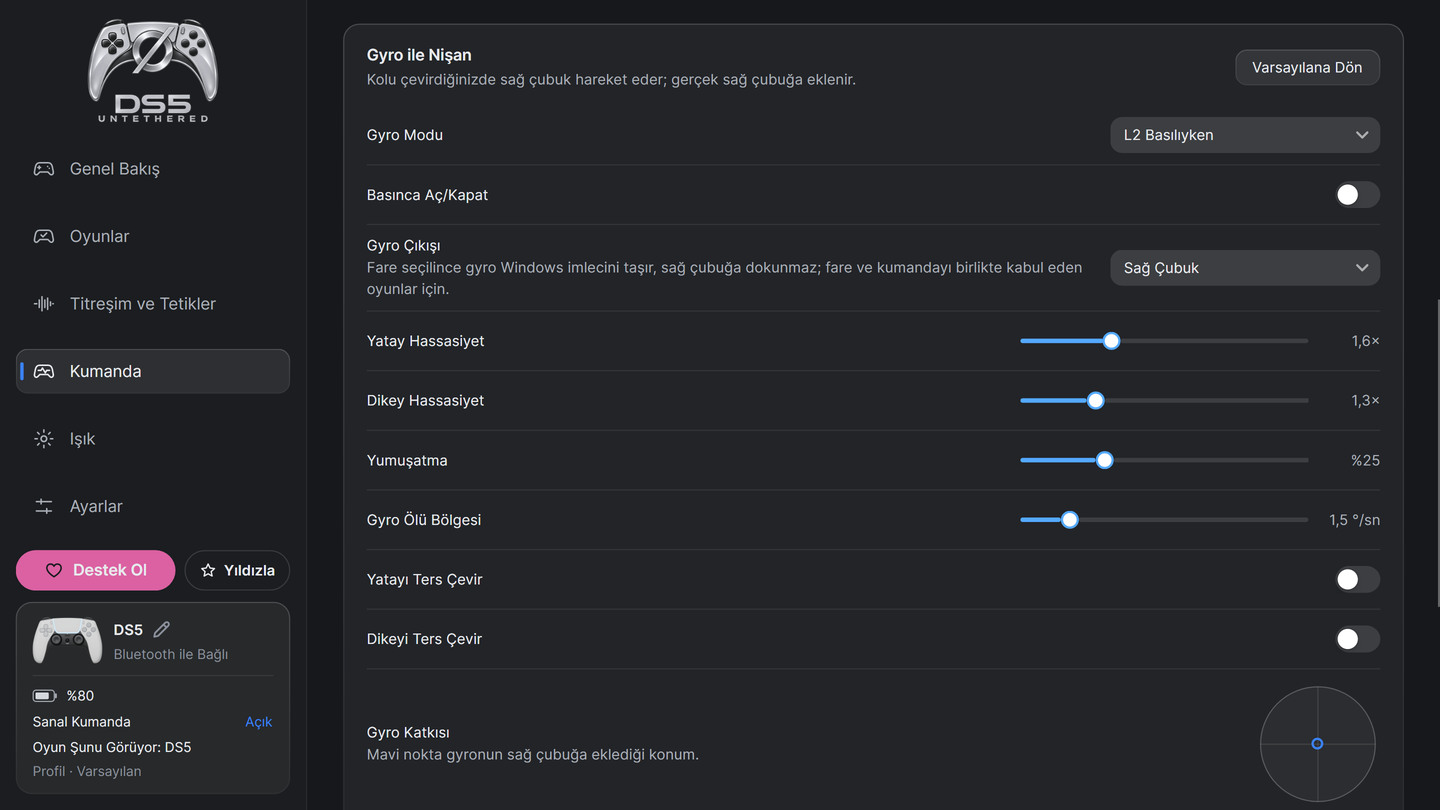 DS5
UNTETHERED
Genel Bakış
Oyunlar
Titreşim ve Tetikler
Kumanda
Işık
Ayarlar
Destek Ol
Yıldızla
DS5
Bluetooth ile Bağlı
%80
Sanal Kumanda Açık
Oyun Şunu Görüyor: DS5
Profil · Varsayılan
Gyro ile Nişan
Kolu çevirdiğinizde sağ çubuk hareket eder; gerçek sağ çubuğa eklenir.
Varsayılana Dön
Gyro Modu
L2 Basılıyken
Basınca Aç/Kapat
Gyro Çıkışı
Fare seçilince gyro Windows imlecini taşır, sağ çubuğa dokunmaz; fare ve kumandayı birlikte kabul eden
oyunlar için.
Sağ Çubuk
Yatay Hassasiyet 1,6×
Dikey Hassasiyet 1,3×
Yumuşatma %25
Gyro Ölü Bölgesi 1,5 °/sn
Yatayı Ters Çevir
Dikeyi Ters Çevir
Gyro Katkısı
Mavi nokta gyronun sağ çubuğa eklediği konum.